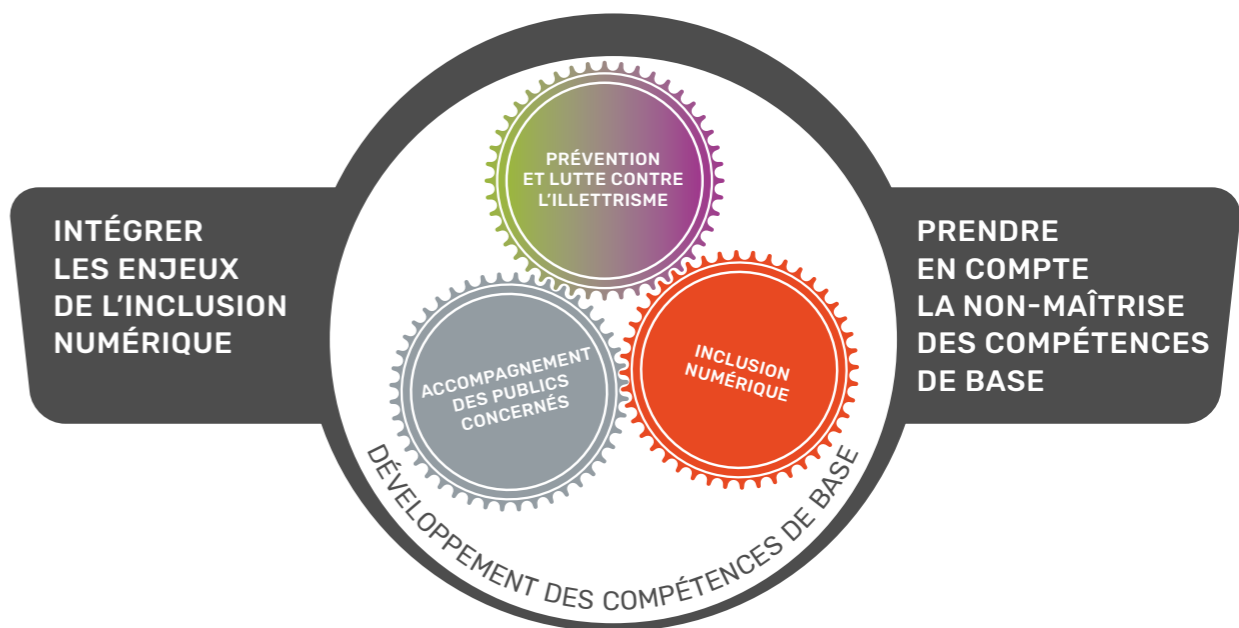 INTÉGRER
LES ENJEUX
DE L’INCLUSION
NUMÉRIQUE
PRÉVENTION
ET LUTTE CONTRE
L’ILLETTRISME
ACCOMPAGNEMENT
DES PUBLICS
CONCERNÉS
INCLUSION
NUMÉRIQUE
DÉVELOPPEMENT DES COMPÉTENCES DE BASE
PRENDRE
EN COMPTE
LA NON-MAÎTRISE
DES COMPÉTENCES
DE BASE